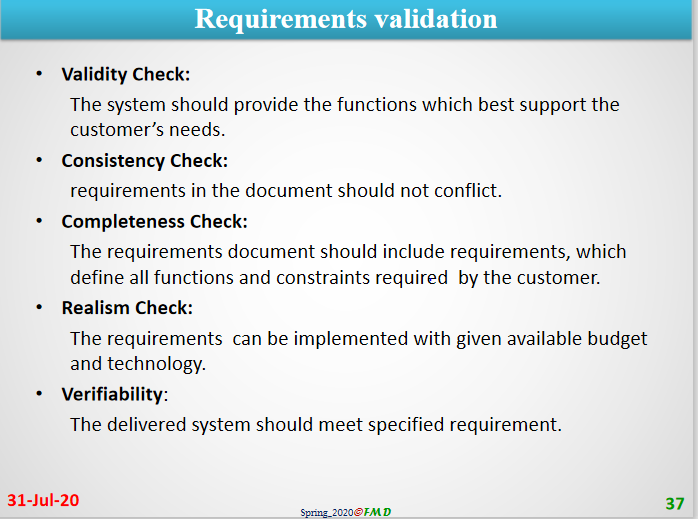 Requirements validation
• Validity Check:
The system should provide the functions which best support the
customer’s needs.
• Consistency Check:
requirements in the document should not conflict.
• Completeness Check:
The requirements document should include requirements, which
define all functions and constraints required  by the customer.
• Realism Check:
The requirements  can be implemented with given available budget
and technology.
• Verifiability:
The delivered system should meet specified requirement.
31-Jul-20
Spring_2020©FMD
37